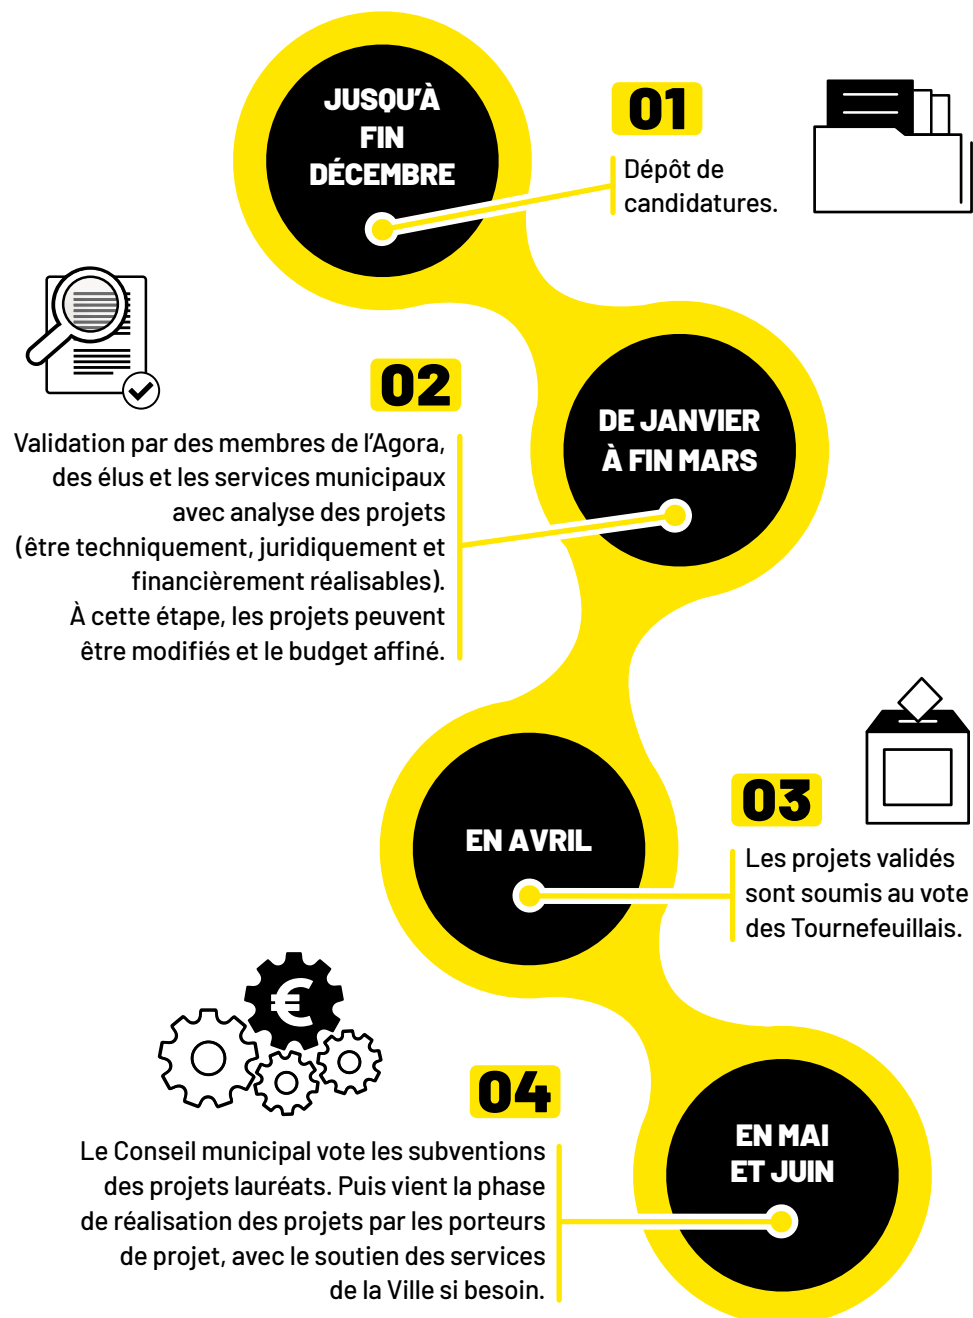 JUSQU'À
FIN
DÉCEMBRE
01
Dépôt de
candidatures.
DE JANVIER
À FIN MARS
02
Validation par des membres de l'Agora,
des élus et les services municipaux
avec analyse des projets
(être techniquement, juridiquement et
financièrement réalisables).
À cette étape, les projets peuvent
être modifiés et le budget affiné.
EN AVRIL
03
Les projets validés
sont soumis au vote
des Tournefeuillais.
€
EN MAI
ET JUIN
04
Le Conseil municipal vote les subventions
des projets lauréats. Puis vient la phase
de réalisation des projets par les porteurs
de projet, avec le soutien des services
de la Ville si besoin.